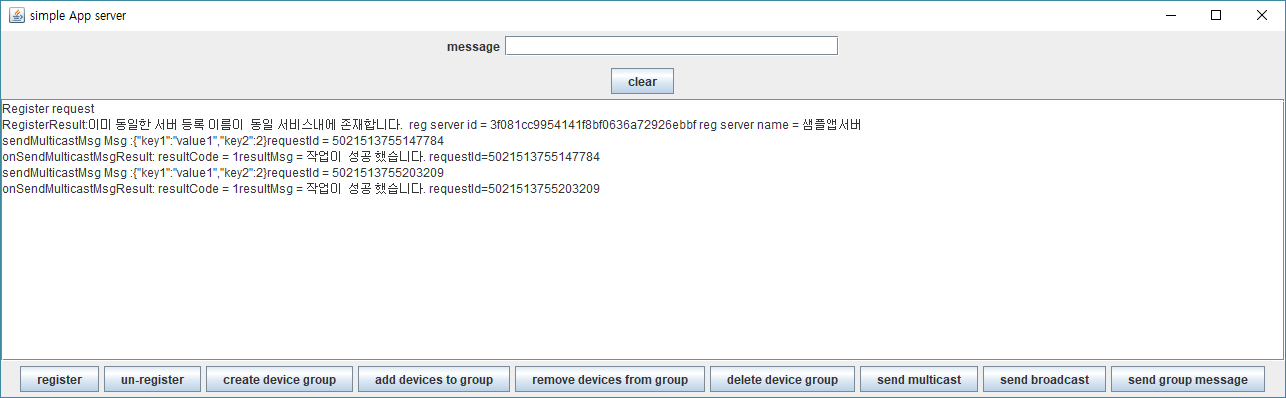 simple App server
message
clear
Register request
RegisterResult:이미 동일한 서버 등록 이름이 동일 서비스내에 존재합니다. reg server id = 3f081cc9954141f8bf0636a72926ebbf reg server name = 샘플앱서버
sendMulticastMsg Msg :{"key1":"value1","key2":2}requestId = 5021513755147784
onSendMulticastMsgResult: resultCode = 1resultMsg = 작업이 성공 했습니다. requestId=5021513755147784
sendMulticastMsg Msg :{"key1":"value1","key2":2}requestId = 5021513755203209
onSendMulticastMsgResult: resultCode = 1resultMsg = 작업이 성공 했습니다. requestId=5021513755203209
register un-register create device group add devices to group remove devices from group delete device group send multicast send broadcast send group message